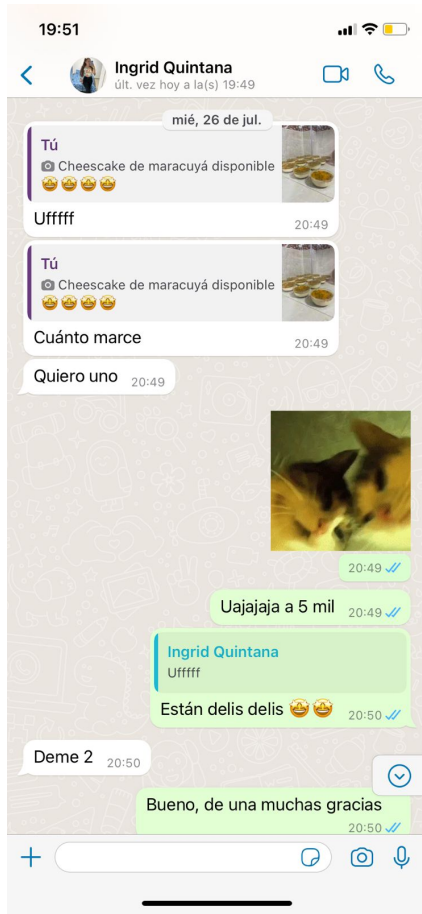 19:51
Ingrid Quintana
últ. vez hoy a la(s) 19:49
mié, 26 de jul.
Tú
Cheescake de maracuyá disponible
🤩🤩🤩🤩
Ufffff
20:49
Tú
Cheescake de maracuyá disponible
🤩🤩🤩🤩
Cuánto marce
20:49
Quiero uno 20:49
20:49
Uajajaja a 5 mil 20:49
Ingrid Quintana
Ufffff
Están delis delis 🤩🤩 20:50
Deme 2 20:50
Bueno, de una muchas gracias
20:50